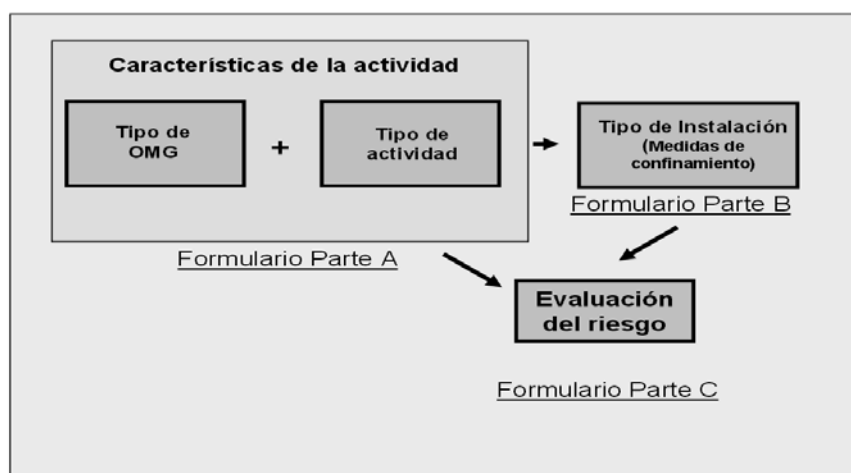 Características de la actividad
Tipo de
OMG
+
Tipo de
actividad
Tipo de Instalación
(Medidas de
confinamiento)
Formulario Parte B
Formulario Parte A
Evaluación
del riesgo
Formulario Parte C